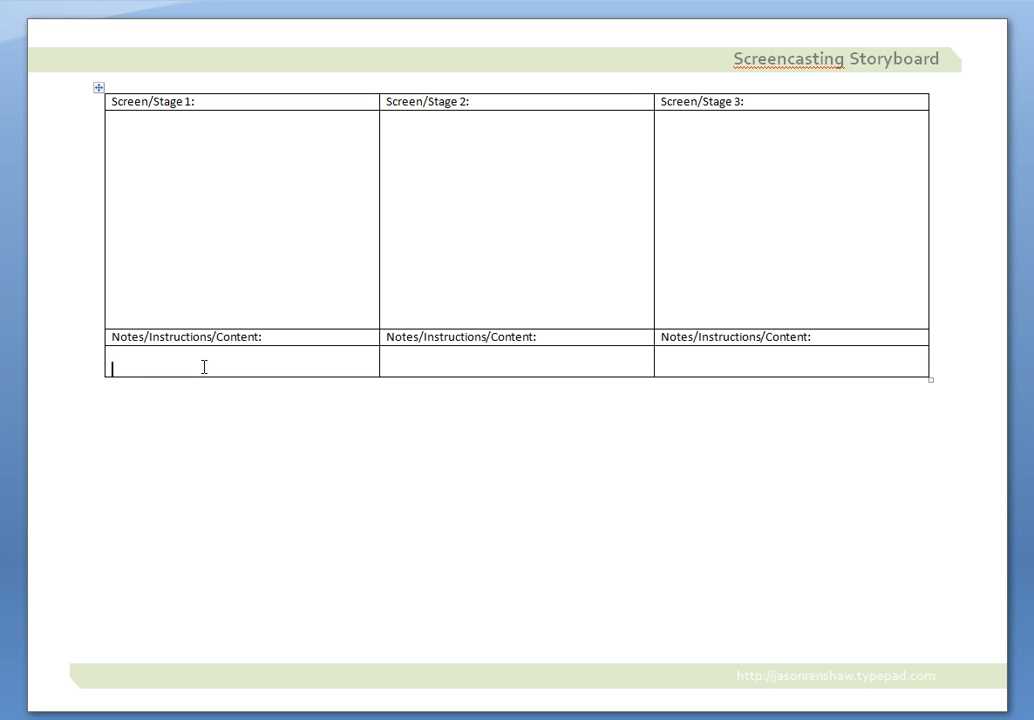 Screencasting Storyboard
Screen/Stage 1: Screen/Stage 2: Screen/Stage 3:
Notes/Instructions/Content: Notes/Instructions/Content: Notes/Instructions/Content:
http://jasonrenshaw.typepad.com